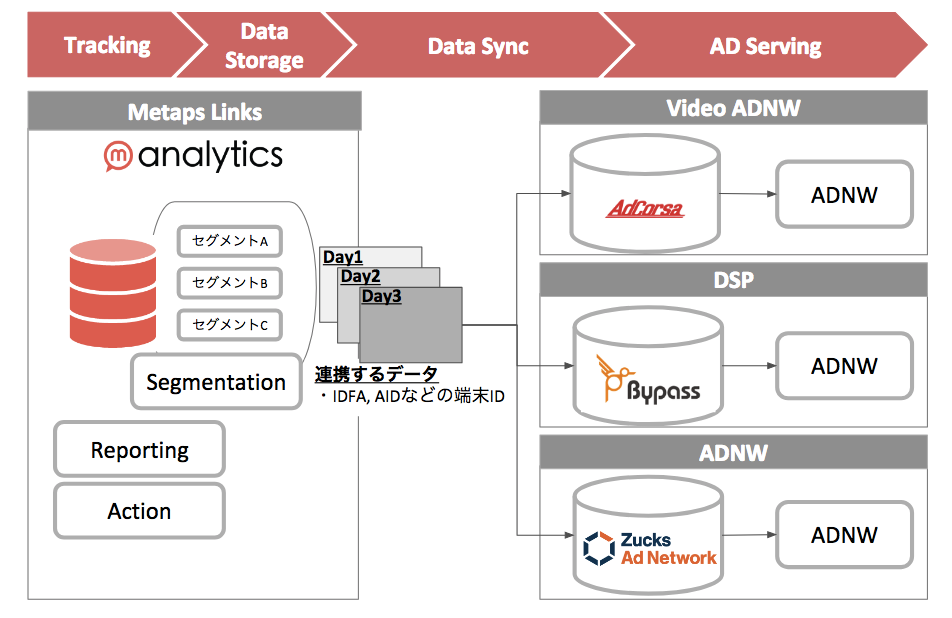 Tracking
Data
Storage
Data Sync
AD Serving
Metaps Links
m analytics
セグメントA
セグメントB
セグメントC
Segmentation
Reporting
Action
Day1
Day2
Day3
連携するデータ
・IDFA, AIDなどの端末ID
Video ADNW
AdCorsa
ADNW
DSP
Bypass
ADNW
ADNW
Zucks
Ad Network
ADNW